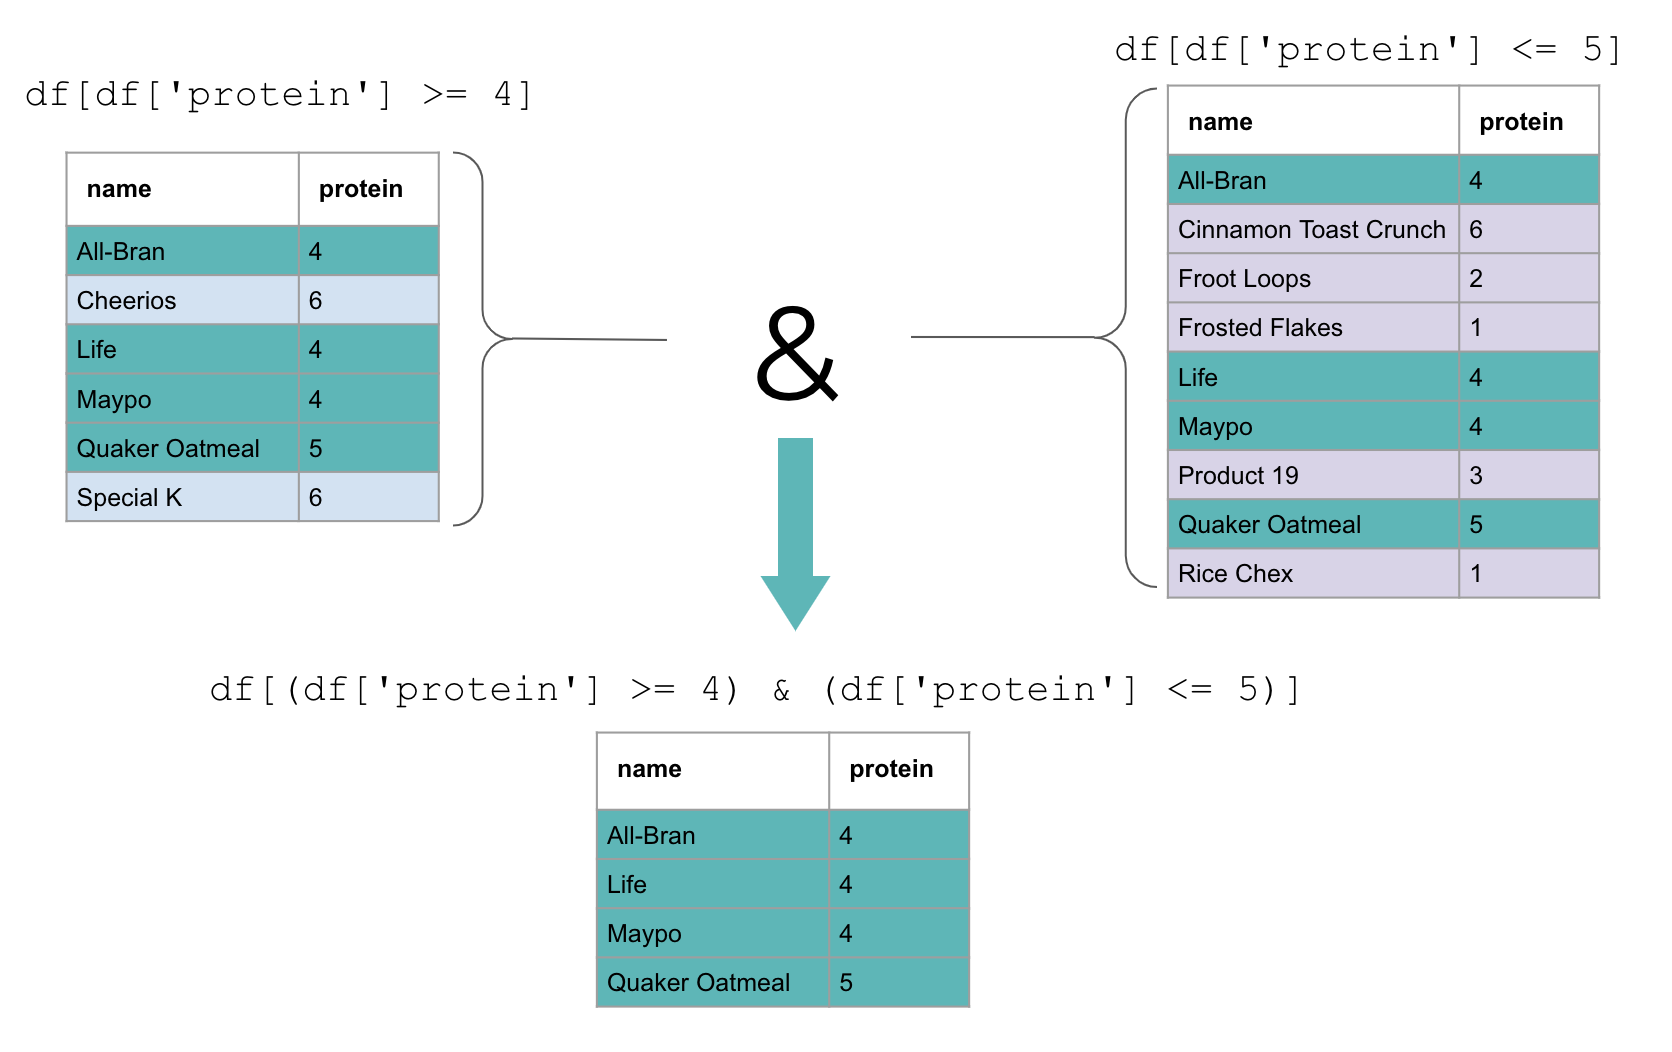 df[df['protein'] >= 4]
name protein
All-Bran 4
Cheerios 6
Life 4
Maypo 4
Quaker Oatmeal 5
Special K 6
&
df[df['protein'] <= 5]
name protein
All-Bran 4
Cinnamon Toast Crunch 6
Froot Loops 2
Frosted Flakes 1
Life 4
Maypo 4
Product 19 3
Quaker Oatmeal 5
Rice Chex 1
df[(df['protein'] >= 4) & (df['protein'] <= 5)]
name protein
All-Bran 4
Life 4
Maypo 4
Quaker Oatmeal 5